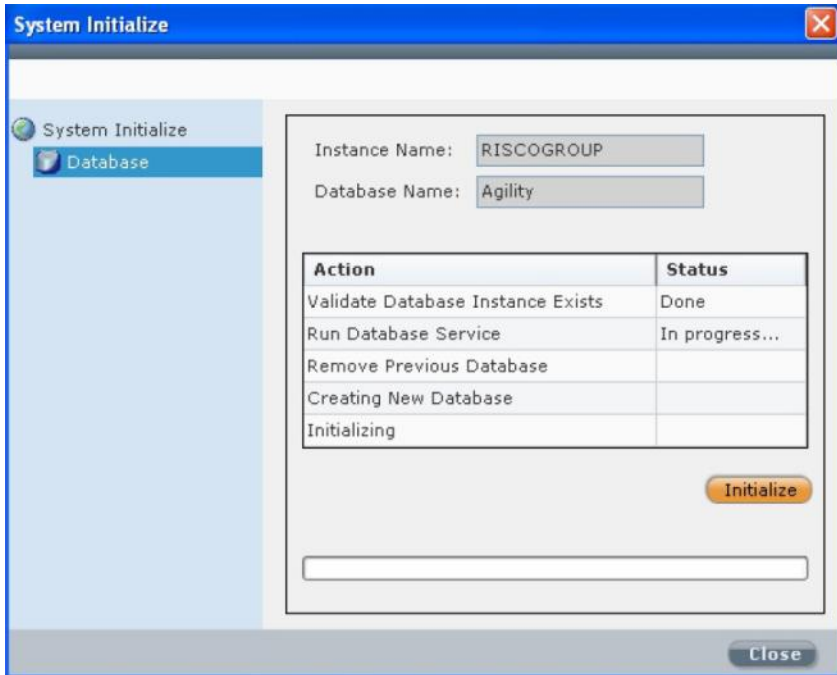 System Initialize
System Initialize
Database
Instance Name: RISCOGROUP
Database Name: Agility
Action Status
Validate Database Instance Exists Done
Run Database Service In progress...
Remove Previous Database
Creating New Database
Initializing
Initialize
Close